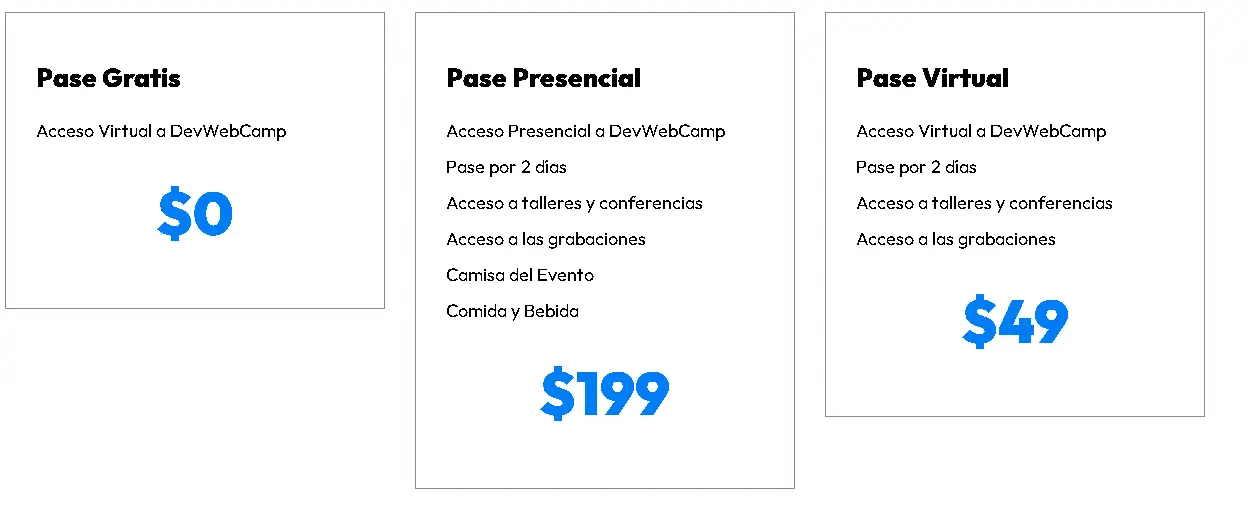 Pase Gratis
Acceso Virtual a DevWebCamp
$0
Pase Presencial
Acceso Presencial a DevWebCamp
Pase por 2 días
Acceso a talleres y conferencias
Acceso a las grabaciones
Camisa del Evento
Comida y Bebida
$199
Pase Virtual
Acceso Virtual a DevWebCamp
Pase por 2 días
Acceso a talleres y conferencias
Acceso a las grabaciones
$49